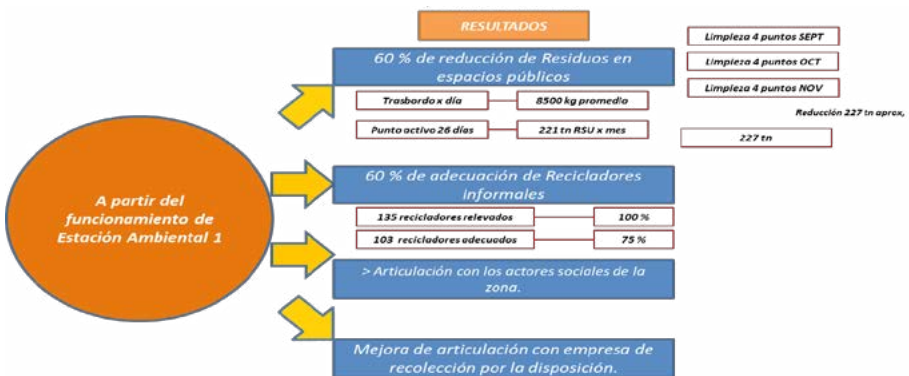 RESULTADOS
60 % de reducción de Residuos en
espacios públicos
Trasbordo x día
8500 kg promedio
Punto activo 26 días
221 tn RSU x mes
Limpieza 4 puntos SEPT
Limpieza 4 puntos OCT
Limpieza 4 puntos NOV
Reducción 227 tn aprox,
227 tn
A partir del
funcionamiento de
Estación Ambiental 1
60 % de adecuación de Recicladores
informales
135 recicladores relevados
100 %
103 recicladores adecuados
75 %
> Articulación con los actores sociales de la
zona.
Mejora de articulación con empresa de
recolección por la disposición.